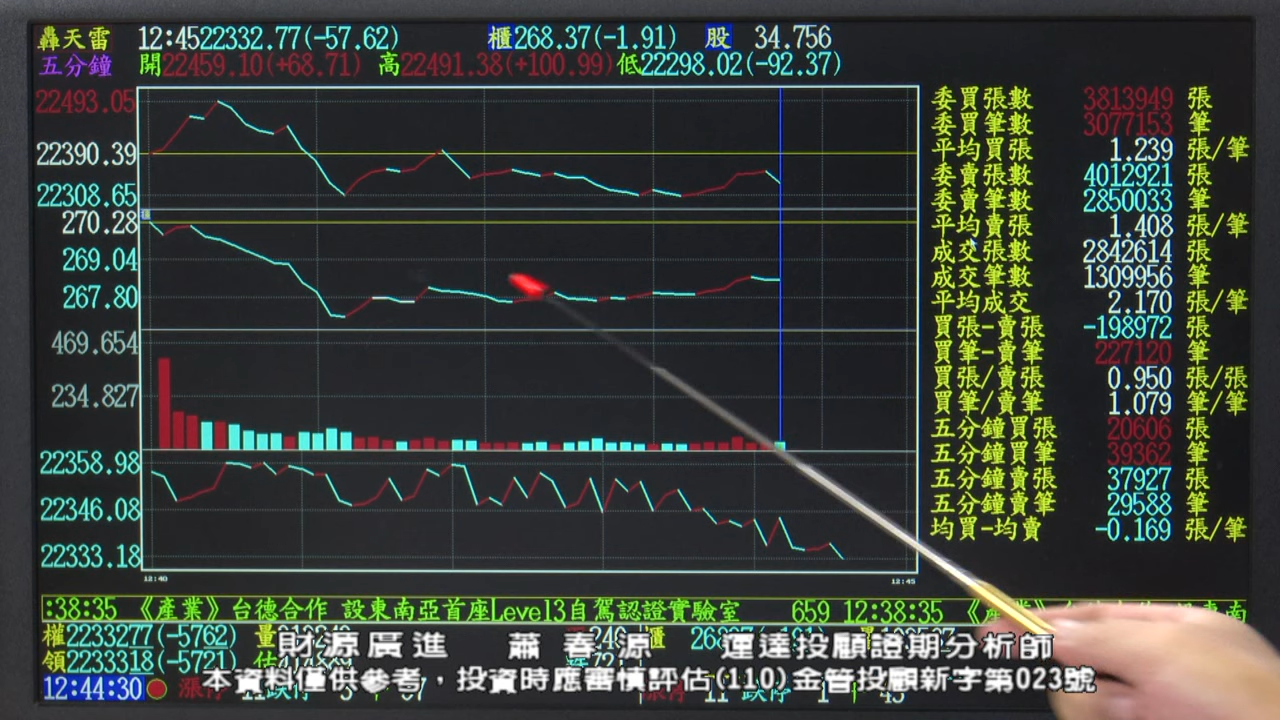 轟天雷 12:45 22332.77(-57.62) 櫃268.37(-1.91) 股 34.756
五分鐘 開22459.10(+68.71) 高22491.38(+100.99) 低22298.02(-92.37)
22493.05
22390.39
22308.65
櫃
270.28
269.04
267.80
469.654
234.827
22358.98
22346.08
22333.18
12:40 12:45
委買張數 3813949 張
委買筆數 3077153 筆
平均買張 1.239 張/筆
委賣張數 4012921 張
委賣筆數 2850033 筆
平均賣張 1.408 張/筆
成交張數 2842614 張
成交筆數 1309956 筆
平均成交 2.170 張/筆
買張-賣張 -198972 張
買筆-賣筆 227120 筆
買張/賣張 0.950 張/張
買筆/賣筆 1.079 筆/筆
五分鐘買張 20606 張
五分鐘買筆 39362 筆
五分鐘賣張 37927 張
五分鐘賣筆 29588 筆
均買-均賣 -0.169 張/筆
:38:35 《產業》台德合作 設東南亞首座Level3自駕認證實驗室 659 12:38:35
權2233277(-5762) 量
領2233318(-5721) 估
財源廣進 蕭春源 運達投顧證期分析師
12:44:30
本資料僅供參考，投資時應審慎評估(110)金管投顧新字第023號